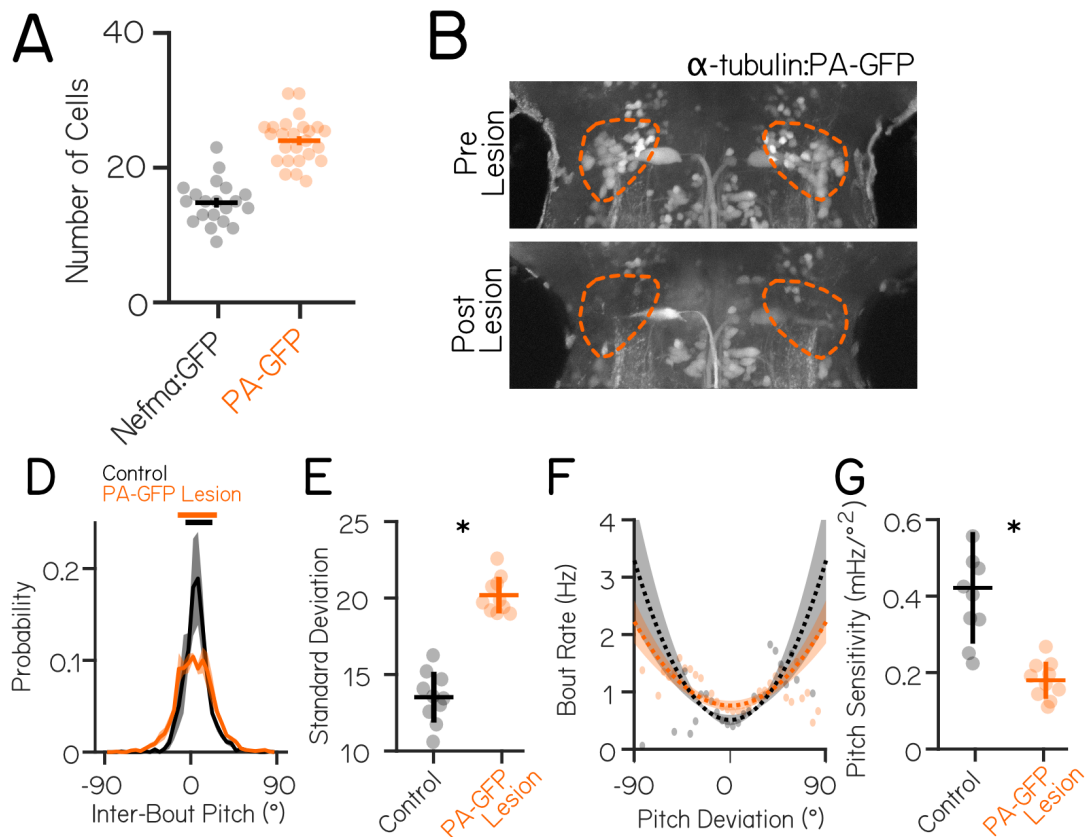 A
40
20
0
Number of Cells
Nefma:GFP
PA-GFP
B
α-tubulin:PA-GFP
Pre
Lesion
Post
Lesion
D
Control
PA-GFP Lesion
0.2
0.1
0
Probability
-90
0
90
Inter-Bout Pitch (°)
E
*
25
20
15
10
Standard Deviation
Control
PA-GFP
Lesion
F
4
3
2
1
0
Bout Rate (Hz)
-90
0
90
Pitch Deviation (°)
G
*
0.6
0.4
0.2
0
Pitch Sensitivity (mHz/°²)
Control
PA-GFP
Lesion